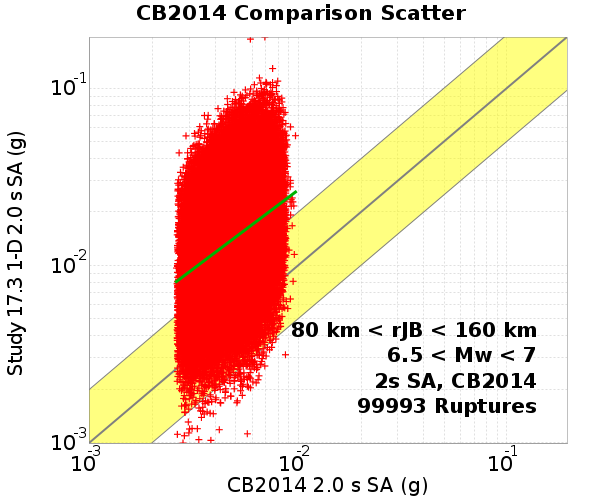 CB2014 Comparison Scatter
Study 17.3 1-D 2.0 s SA (g)
10⁻¹
10⁻²
10⁻³
80 km < rJB < 160 km
6.5 < Mw < 7
2s SA, CB2014
99993 Ruptures
10⁻³ 10⁻² 10⁻¹
CB2014 2.0 s SA (g)